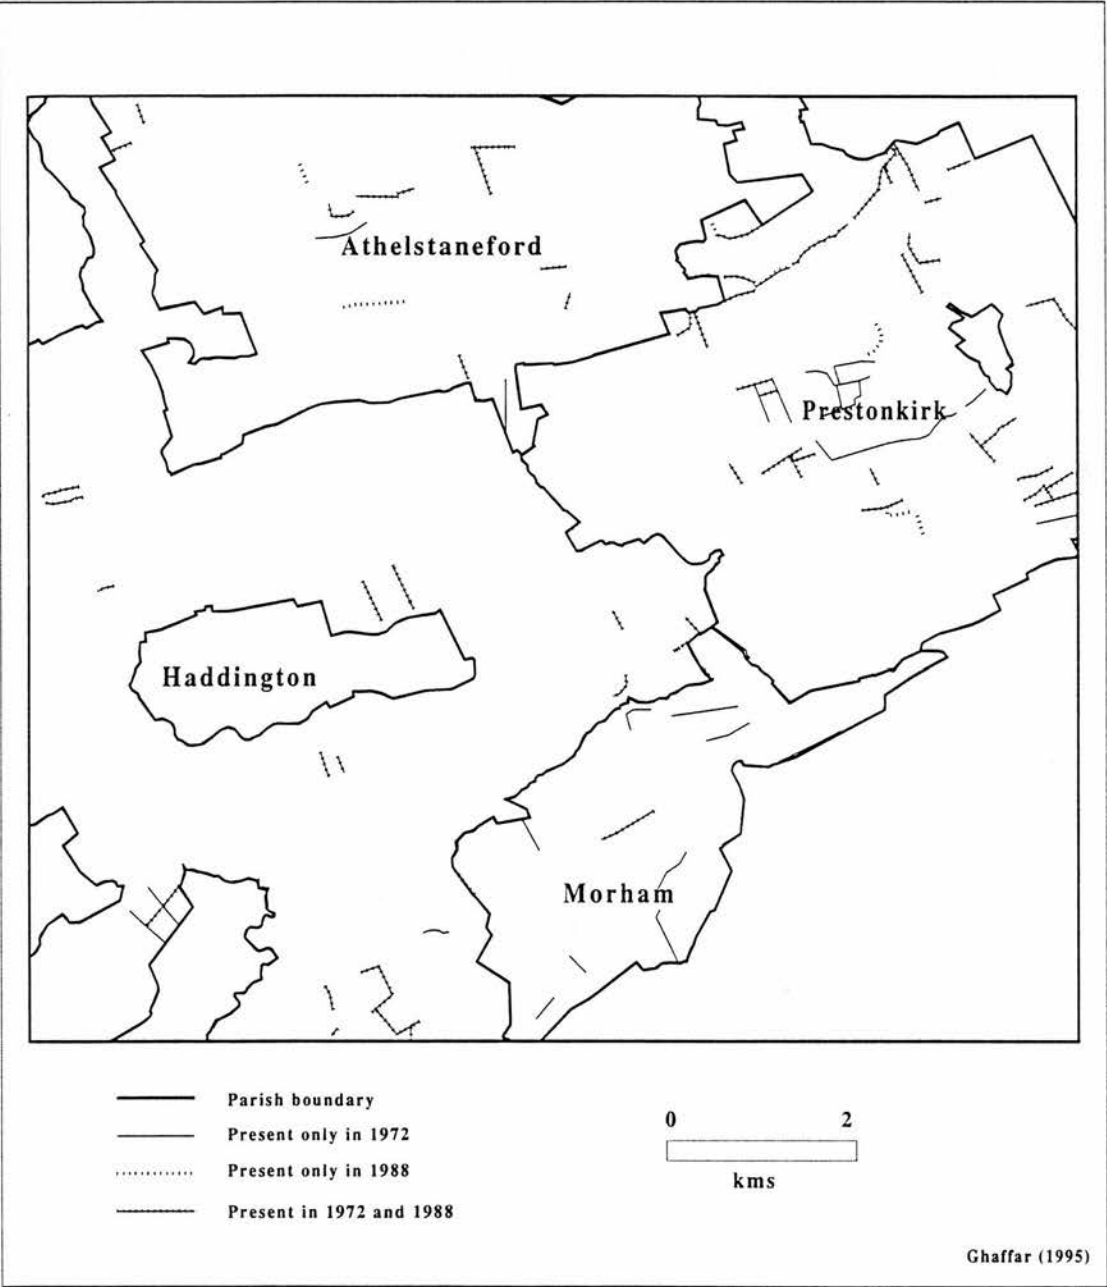 Athelstaneford
Prestonkirk
Haddington
Morham
Parish boundary
Present only in 1972
Present only in 1988
Present in 1972 and 1988
0 2
kms
Ghaffar (1995)